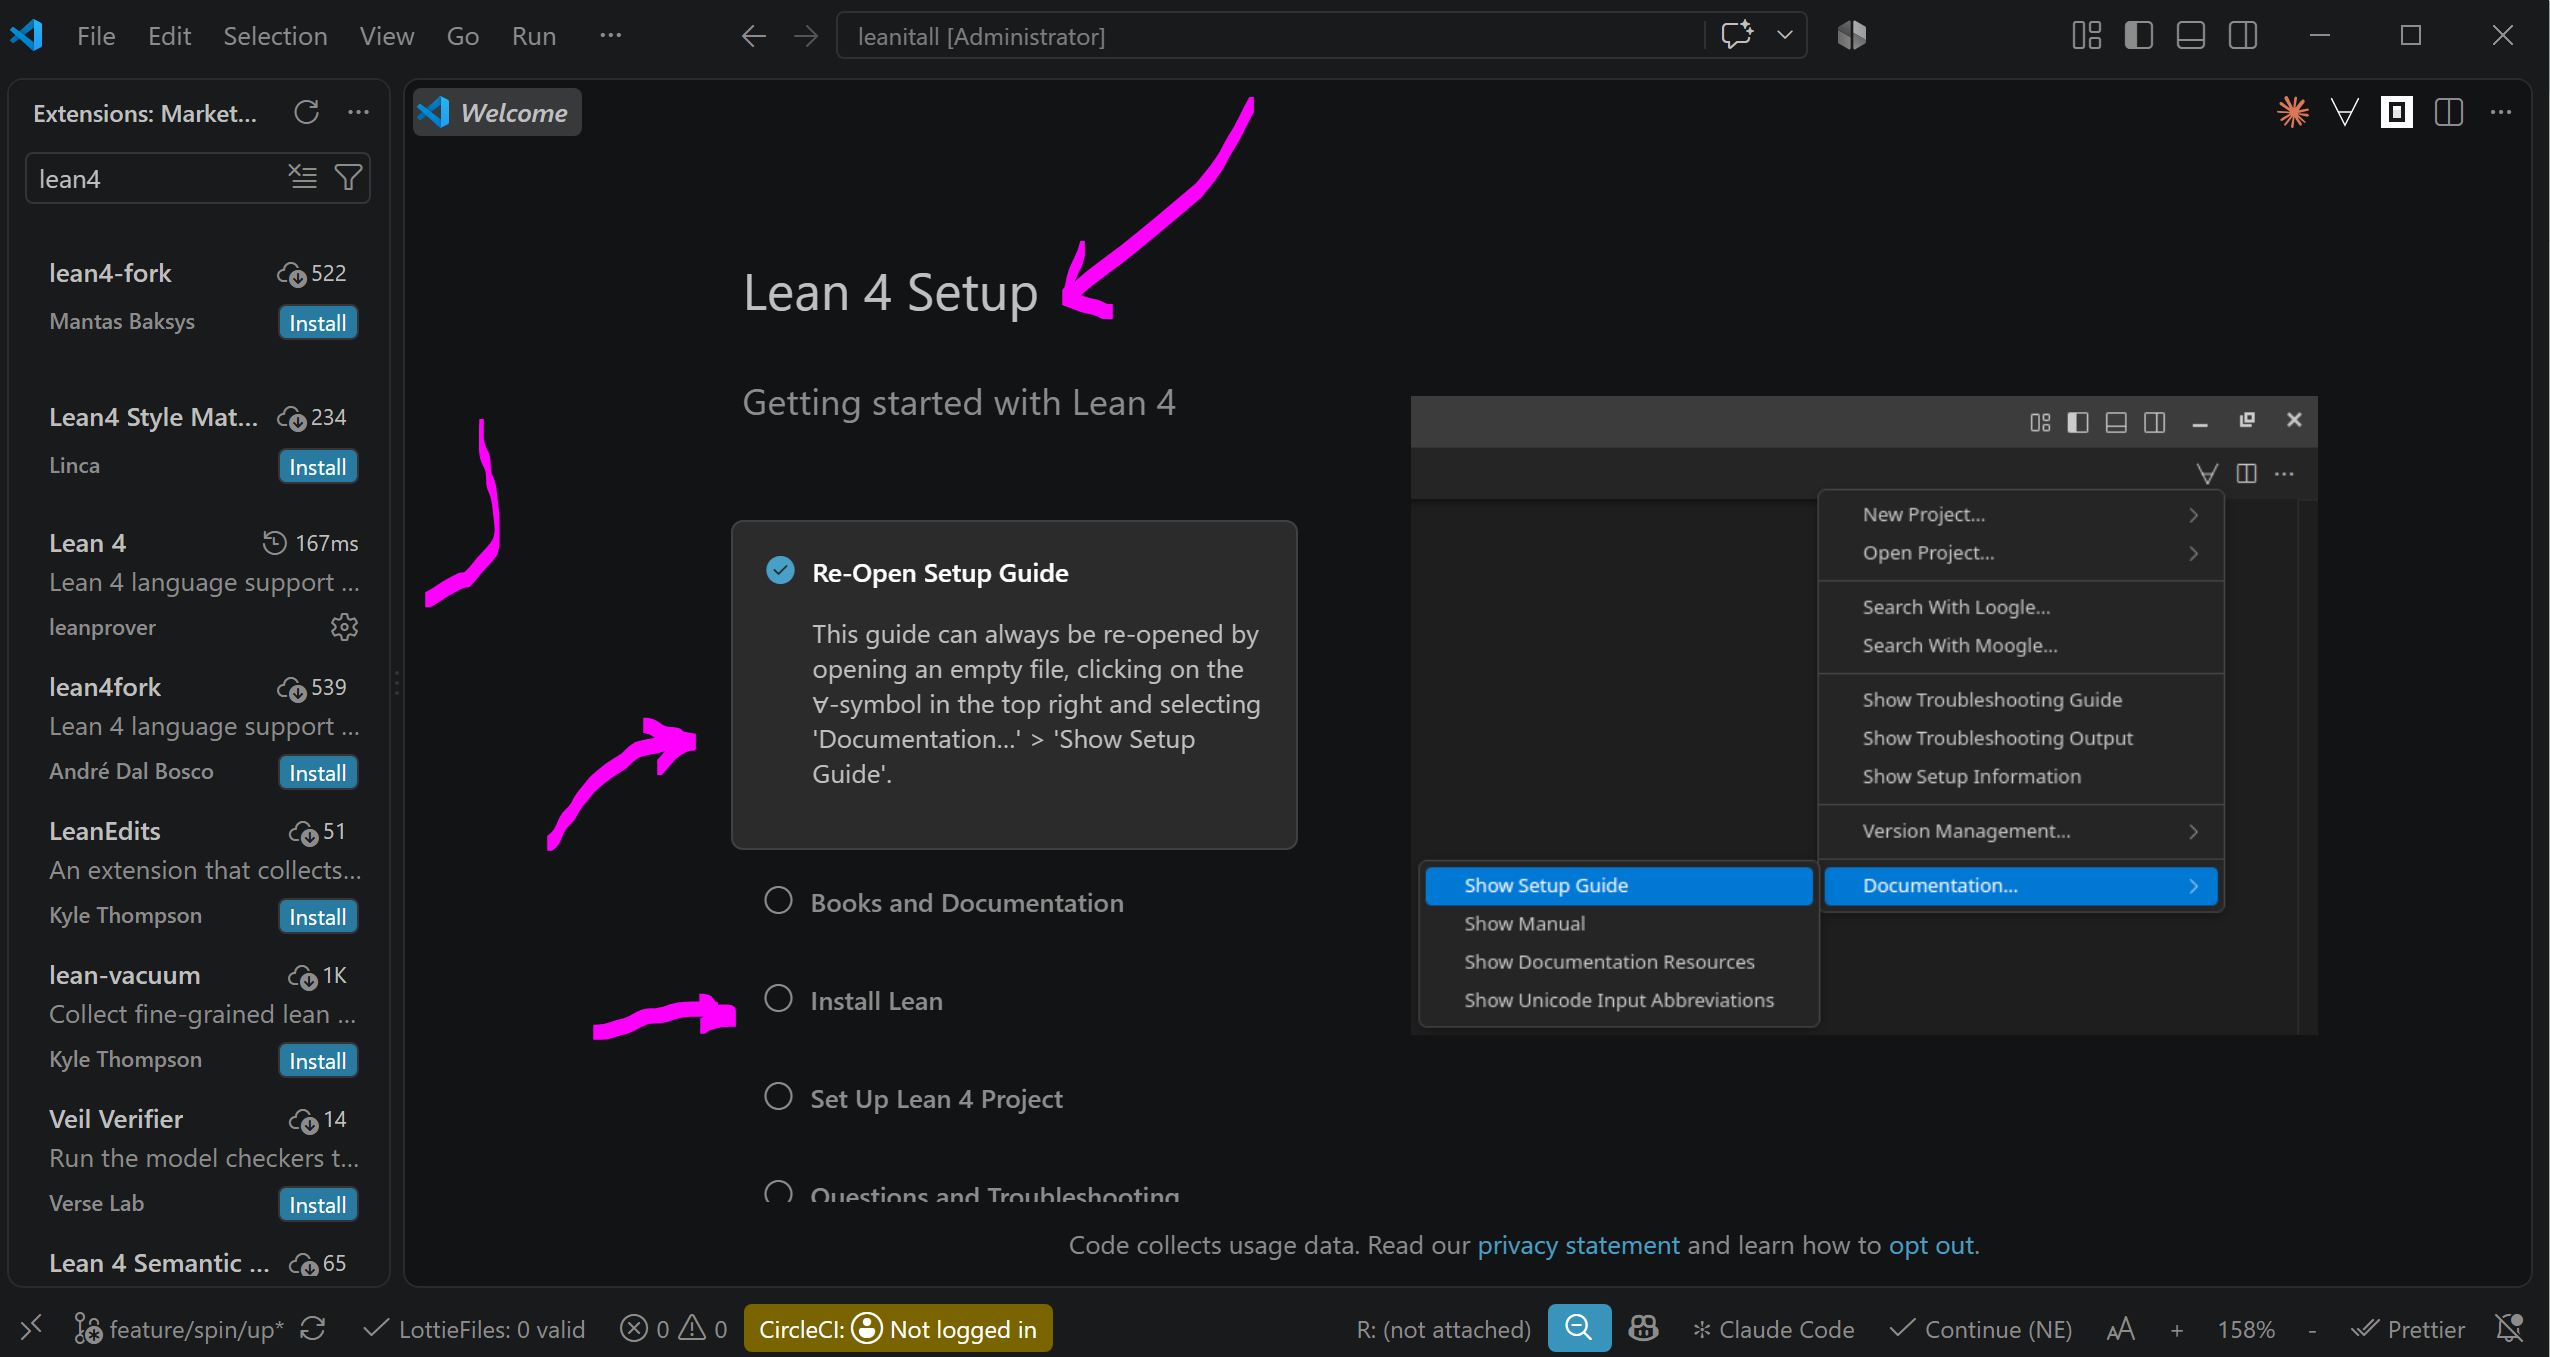 File Edit Selection View Go Run ···
leanitall [Administrator]
Extensions: Market...
lean4
lean4-fork 522
Mantas Baksys Install
Lean4 Style Mat... 234
Linca Install
Lean 4 167ms
Lean 4 language support ...
leanprover
lean4fork 539
Lean 4 language support ...
André Dal Bosco Install
LeanEdits 51
An extension that collects...
Kyle Thompson Install
lean-vacuum 1K
Collect fine-grained lean ...
Kyle Thompson Install
Veil Verifier 14
Run the model checkers t...
Verse Lab Install
Lean 4 Semantic ... 65
Welcome
Lean 4 Setup
Getting started with Lean 4
Re-Open Setup Guide
This guide can always be re-opened by
opening an empty file, clicking on the
∀-symbol in the top right and selecting
'Documentation...' > 'Show Setup
Guide'.
Books and Documentation
Install Lean
Set Up Lean 4 Project
Questions and Troubleshooting
∀
New Project...
Open Project...
Search With Loogle...
Search With Moogle...
Show Troubleshooting Guide
Show Troubleshooting Output
Show Setup Information
Version Management...
Documentation...
Show Setup Guide
Show Manual
Show Documentation Resources
Show Unicode Input Abbreviations
Code collects usage data. Read our privacy statement and learn how to opt out.
feature/spin/up* LottieFiles: 0 valid 0 0 CircleCI: Not logged in R: (not attached) Claude Code Continue (NE) AA + 158% - Prettier